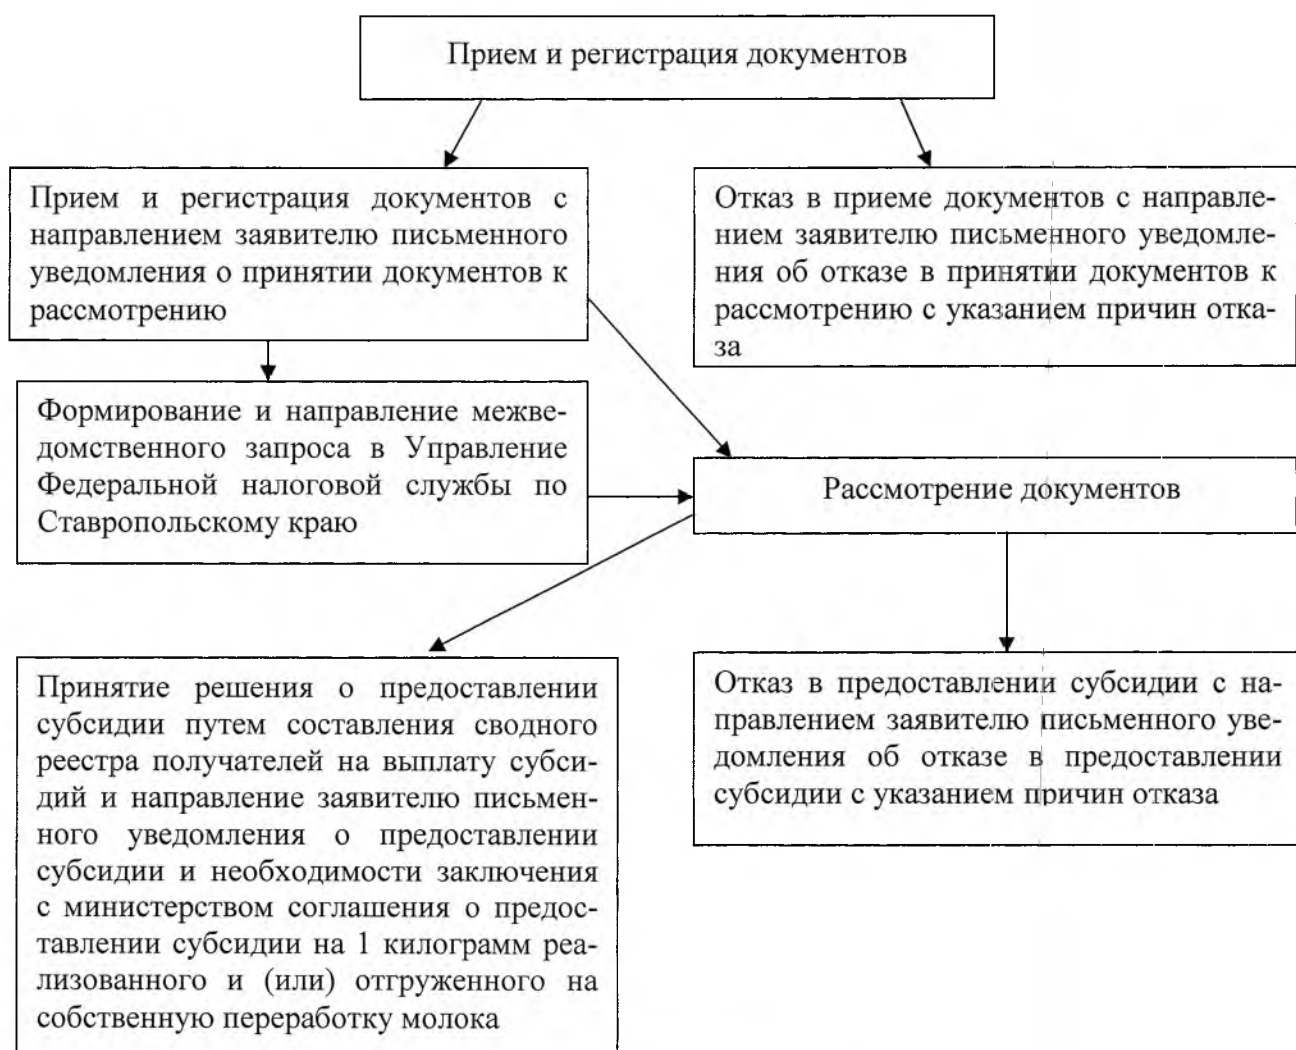 Прием и регистрация документов
Прием и регистрация документов с
направлением заявителю письменного
уведомления о принятии документов к
рассмотрению
Отказ в приеме документов с направле-
нием заявителю письменного уведомле-
ния об отказе в принятии документов к
рассмотрению с указанием причин отка-
за
Формирование и направление межве-
домственного запроса в Управление
Федеральной налоговой службы по
Ставропольскому краю
Рассмотрение документов
Принятие решения о предоставлении
субсидии путем составления сводного
реестра получателей на выплату субси-
дий и направление заявителю письмен-
ного уведомления о предоставлении
субсидии и необходимости заключения
с министерством соглашения о предос-
тавлении субсидии на 1 килограмм реа-
лизованного и (или) отгруженного на
собственную переработку молока
Отказ в предоставлении субсидии с на-
правлением заявителю письменного уве-
домления об отказе в предоставлении
субсидии с указанием причин отказа